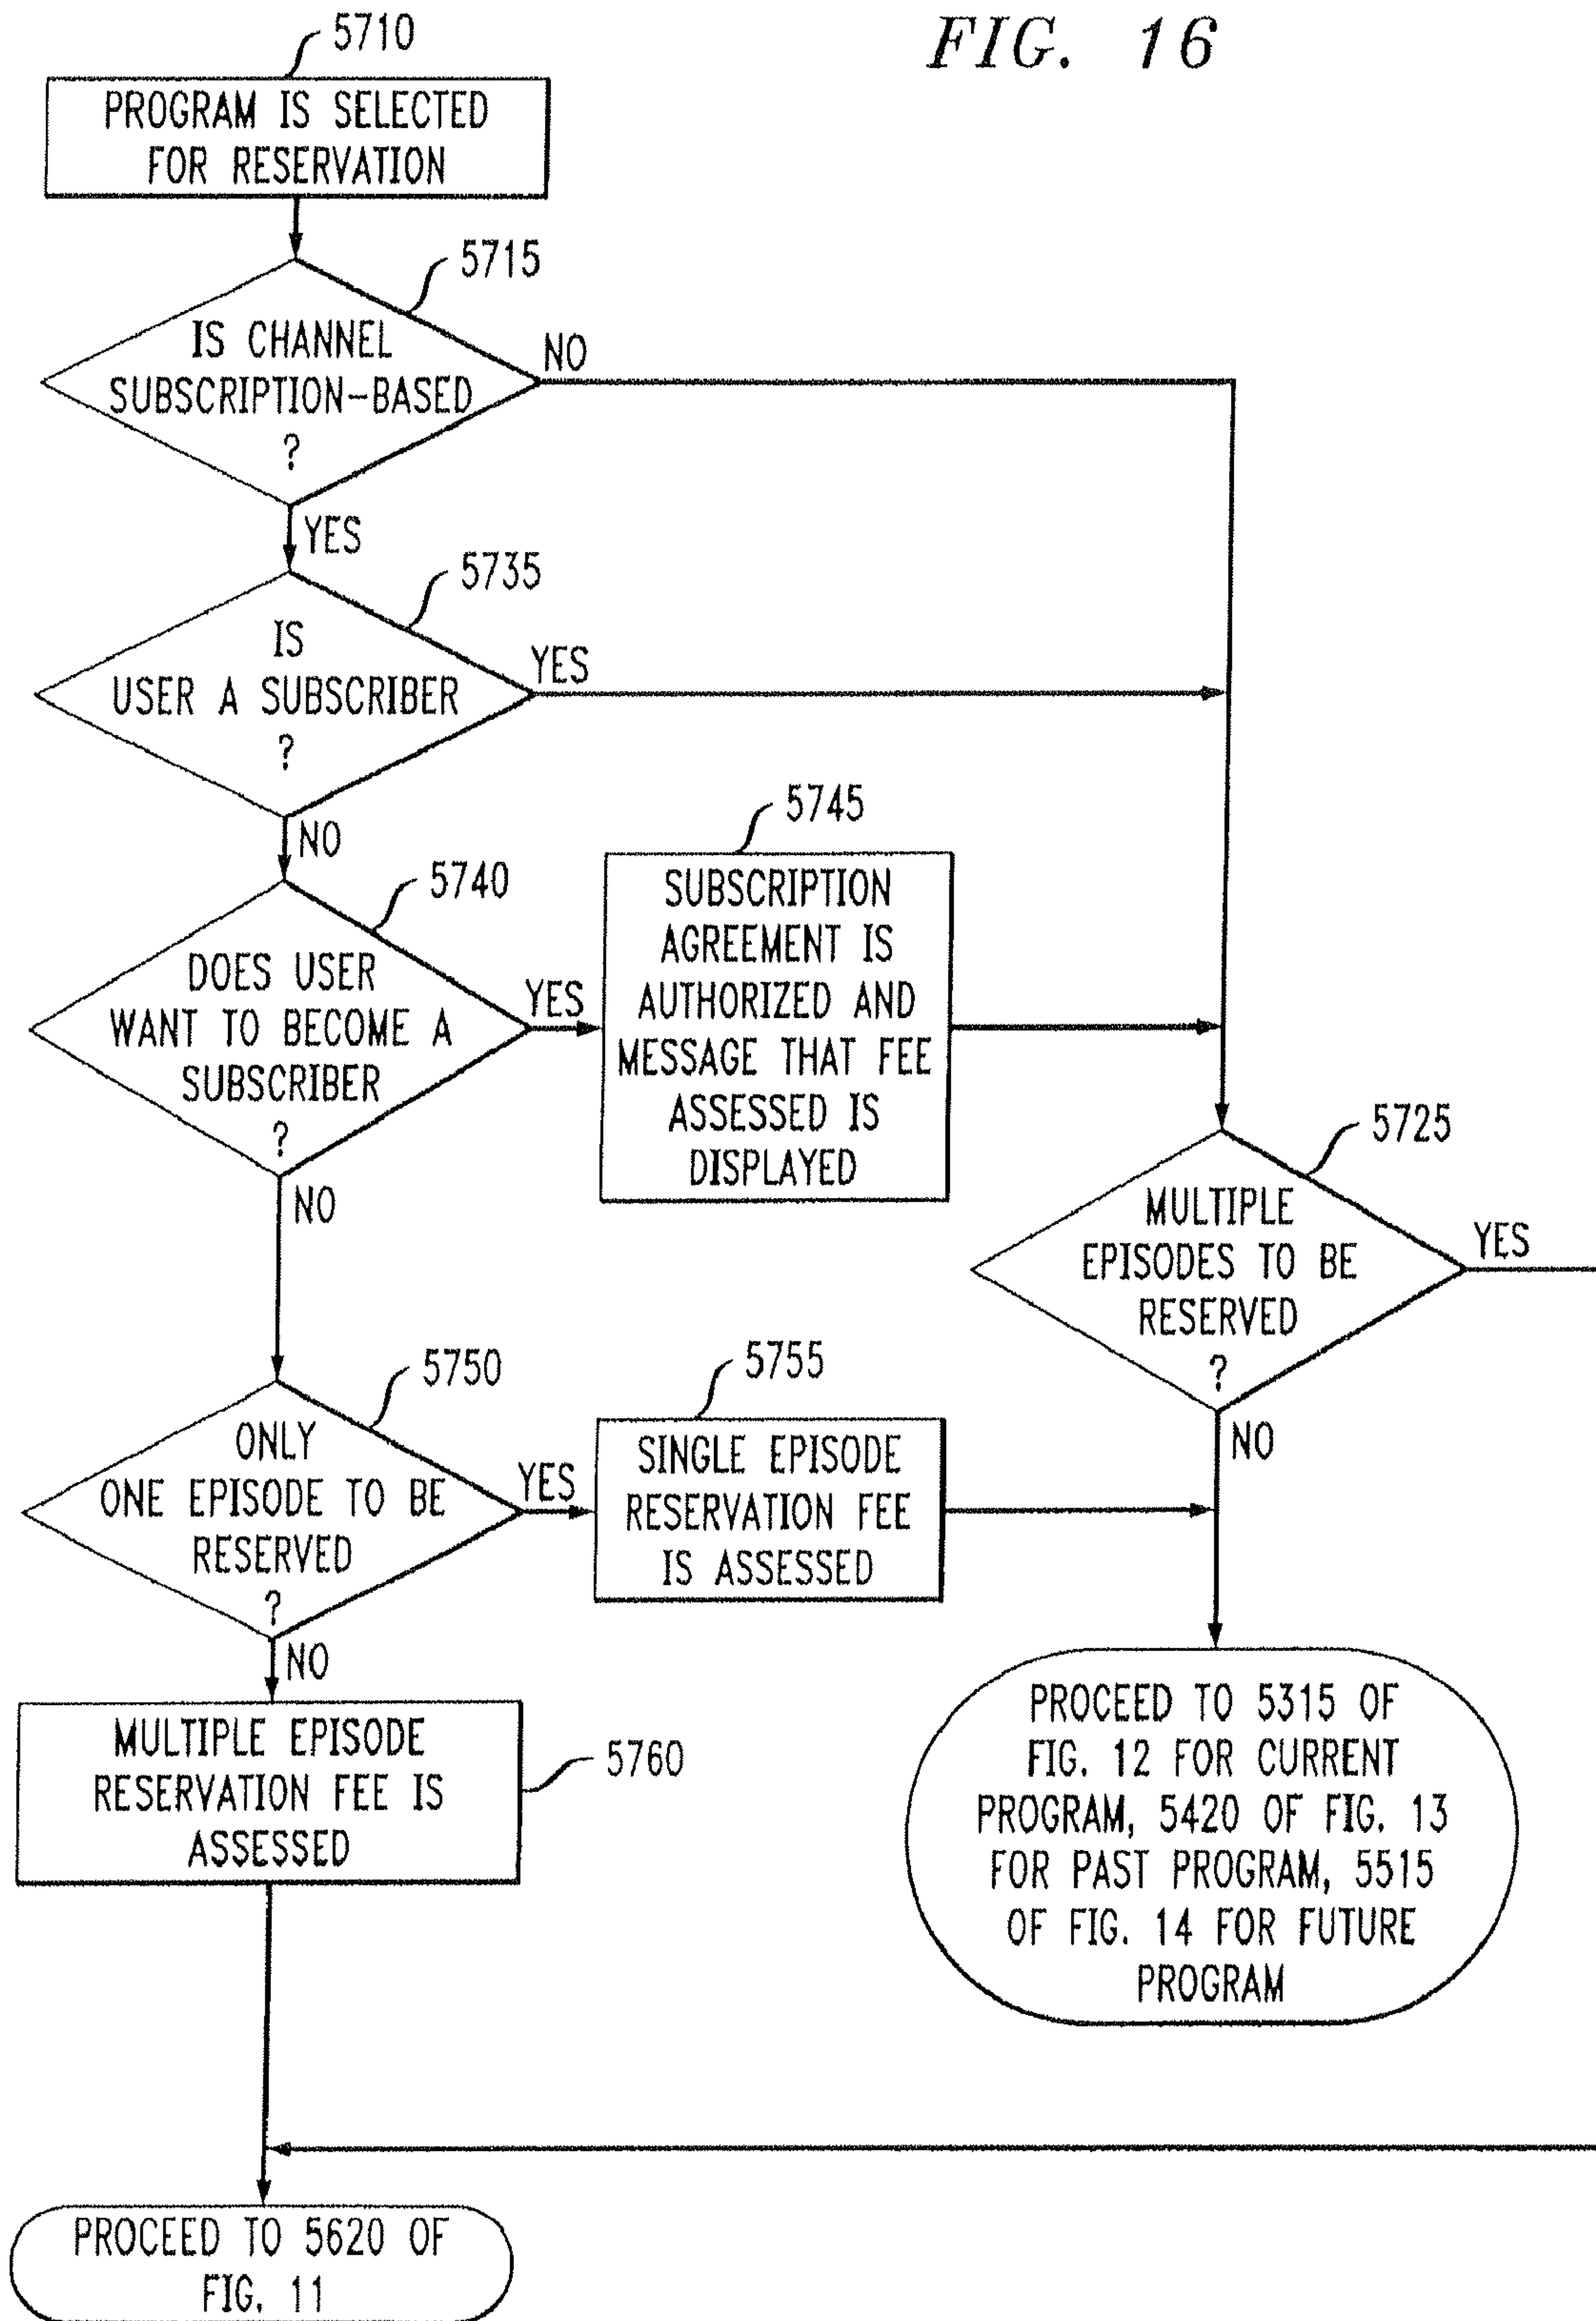 FIG. 16
5710
PROGRAM IS SELECTED
FOR RESERVATION
5715
IS CHANNEL
SUBSCRIPTION-BASED
?
NO
YES
5735
IS
USER A SUBSCRIBER
?
YES
NO
5740
DOES USER
WANT TO BECOME A
SUBSCRIBER
?
YES
NO
5745
SUBSCRIPTION
AGREEMENT IS
AUTHORIZED AND
MESSAGE THAT FEE
ASSESSED IS
DISPLAYED
5725
MULTIPLE
EPISODES TO BE
RESERVED
?
YES
NO
5750
ONLY
ONE EPISODE TO BE
RESERVED
?
YES
NO
5755
SINGLE EPISODE
RESERVATION FEE
IS ASSESSED
MULTIPLE EPISODE
RESERVATION FEE IS
ASSESSED
5760
PROCEED TO 5315 OF
FIG. 12 FOR CURRENT
PROGRAM, 5420 OF FIG. 13
FOR PAST PROGRAM, 5515
OF FIG. 14 FOR FUTURE
PROGRAM
PROCEED TO 5620 OF
FIG. 11